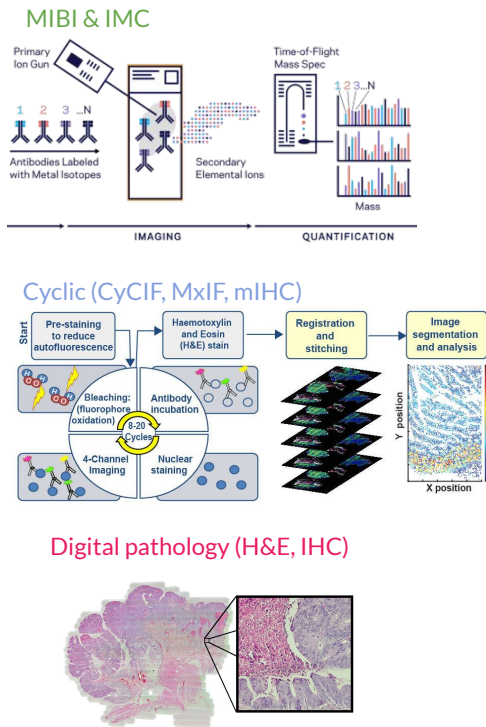 MIBI & IMC
Primary
Ion Gun
Time-of-Flight
Mass Spec
1 2 3 ...N
1 2 3...N
Antibodies Labeled
with Metal Isotopes
Secondary
Elemental Ions
Mass
IMAGING
QUANTIFICATION
Cyclic (CyCIF, MxIF, mIHC)
Start
Pre-staining
to reduce
autofluorescence
Haemotoxylin
and Eosin
(H&E) stain
Registration
and
stitching
Image
segmentation
and analysis
H
H
O
O
H
H
O
O
Bleaching:
(fluorophore
oxidation)
Antibody
incubation
8-20
Cycles
4-Channel
Imaging
Nuclear
staining
Y position
X position
Digital pathology (H&E, IHC)